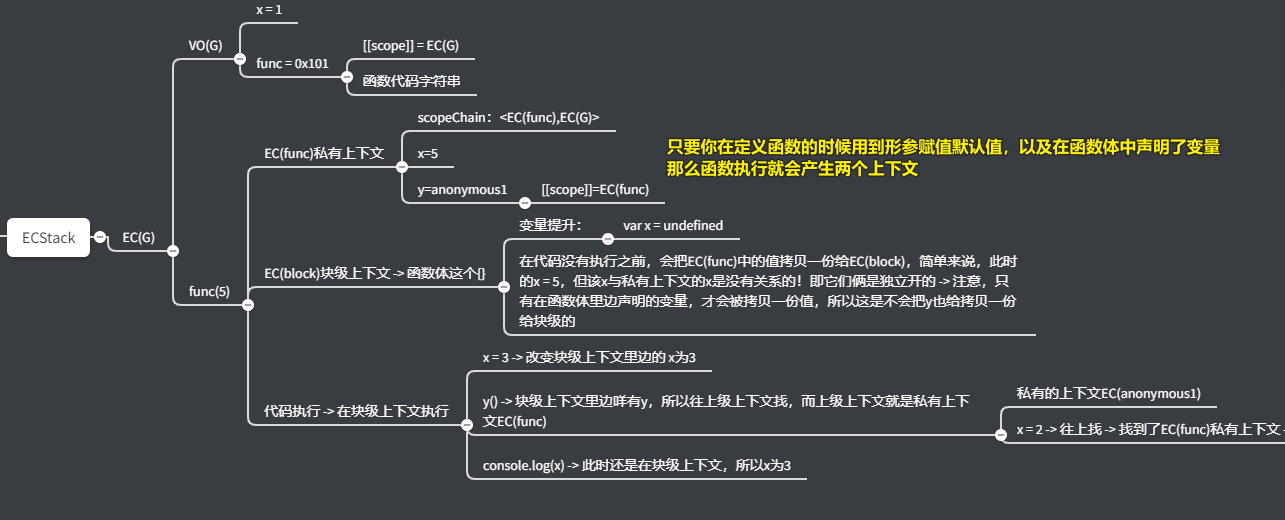 ECStack
EC(G)
VO(G)
x = 1
func = 0x101
[[scope]] = EC(G)
函数代码字符串
func(5)
EC(func)私有上下文
scopeChain：<EC(func),EC(G)>
x=5
y=anonymous1
[[scope]]=EC(func)
只要你在定义函数的时候用到形参赋值默认值，以及在函数体中声明了变量
那么函数执行就会产生两个上下文
EC(block)块级上下文 -> 函数体这个{}
变量提升：
var x = undefined
在代码没有执行之前，会把EC(func)中的值拷贝一份给EC(block)，简单来说，此时
的x = 5，但该x与私有上下文的x是没有关系的！即它们俩是独立开的 -> 注意，只
有在函数体里边声明的变量，才会被拷贝一份值，所以这是不会把y也给拷贝一份
给块级的
代码执行 -> 在块级上下文执行
x = 3 -> 改变块级上下文里边的 x为3
y() -> 块级上下文里边咩有y，所以往上级上下文找，而上级上下文就是私有上下
文EC(func)
私有的上下文EC(anonymous1)
x = 2 -> 往上找 -> 找到了EC(func)私有上下文 -
console.log(x) -> 此时还是在块级上下文，所以x为3